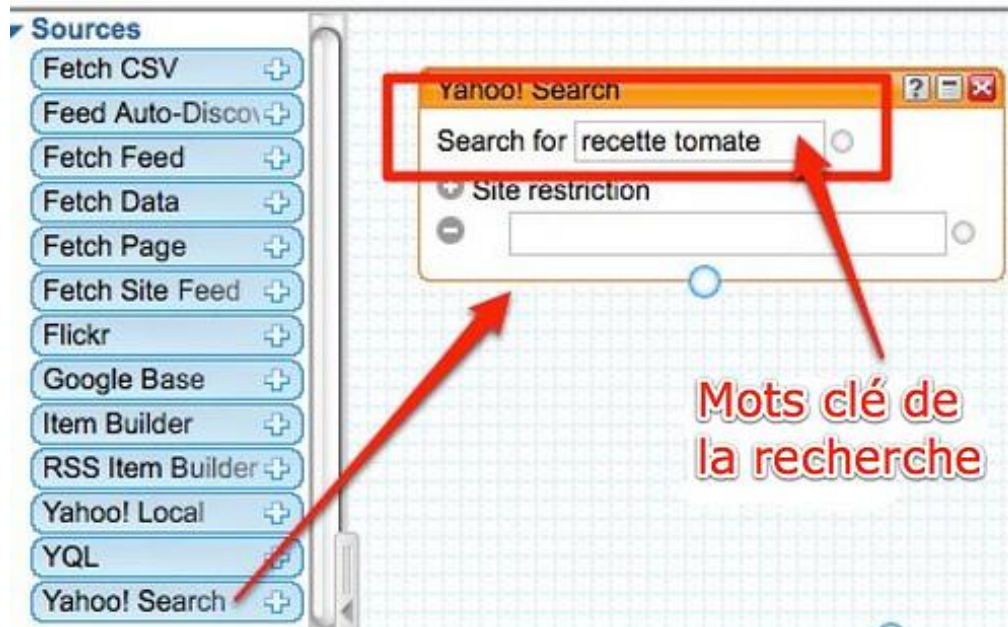 Sources
Fetch CSV
Feed Auto-Discov
Fetch Feed
Fetch Data
Fetch Page
Fetch Site Feed
Flickr
Google Base
Item Builder
RSS Item Builder
Yahoo! Local
YQL
Yahoo! Search
Yahoo! Search
?
Search for recette tomate
Site restriction
Mots clé de
la recherche